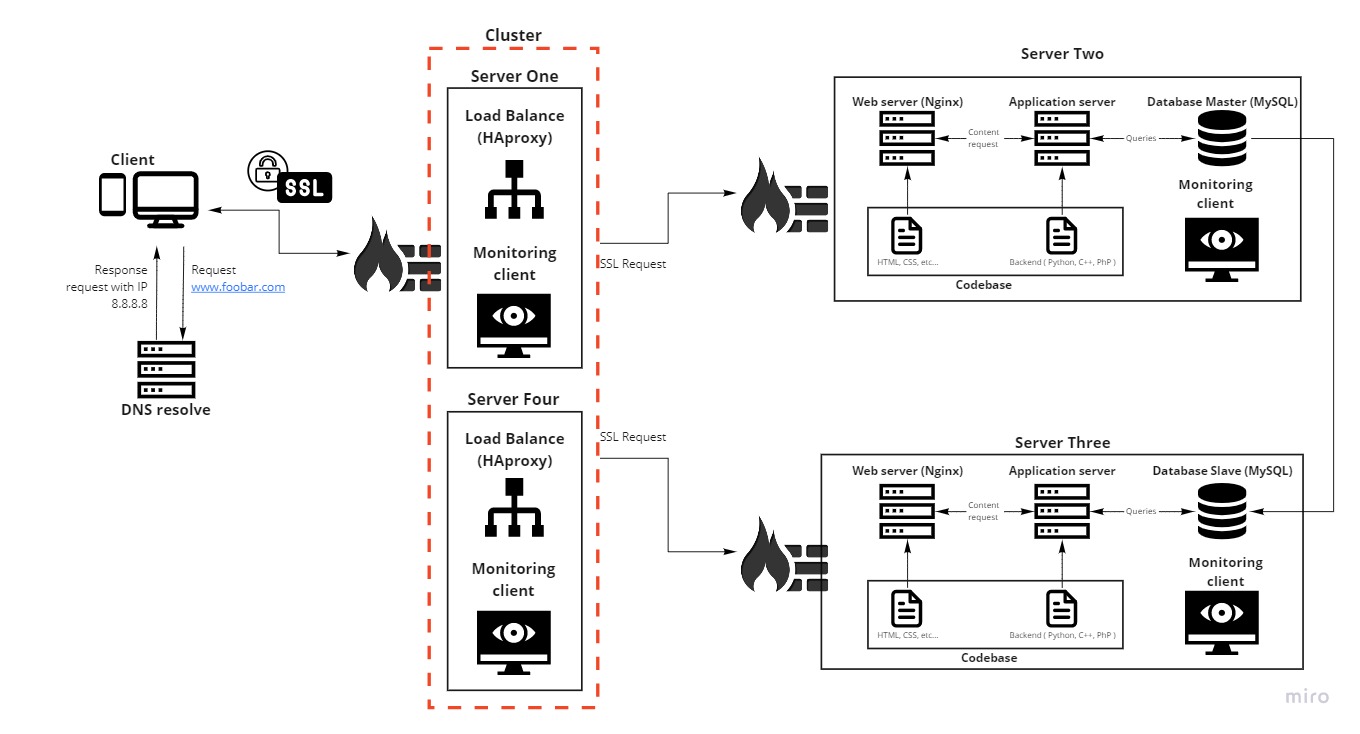 Cluster
Server One
Load Balance
(HAproxy)
Monitoring
client
Client
SSL
Response
request with IP
8.8.8.8
Request
www.foobar.com
DNS resolve
Server Four
Load Balance
(HAproxy)
Monitoring
client
SSL Request
SSL Request
Server Two
Web server (Nginx)
Application server
Database Master (MySQL)
Content
request
Queries
Monitoring
client
HTML, CSS, etc...
Backend ( Python, C++, PhP )
Codebase
Server Three
Web server (Nginx)
Application server
Database Slave (MySQL)
Content
request
Queries
Monitoring
client
HTML, CSS, etc...
Backend ( Python, C++, PhP )
Codebase
miro